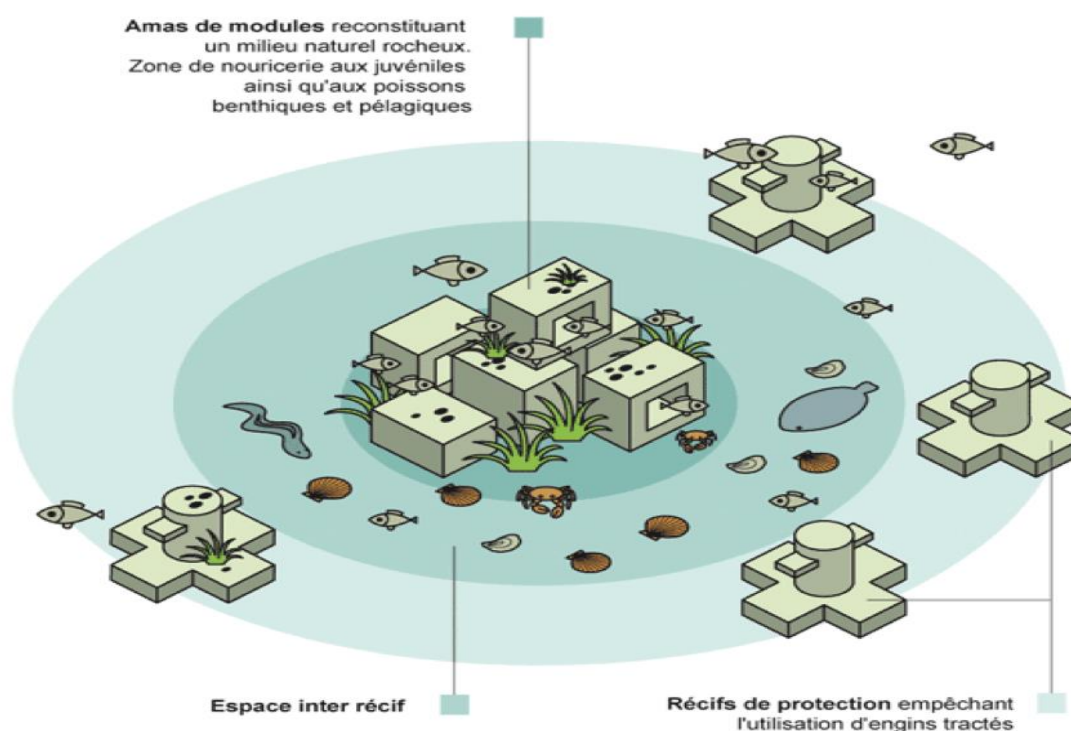 Amas de modules reconstituant
un milieu naturel rocheux.
Zone de nouricerie aux juvéniles
ainsi qu'aux poissons
benthiques et pélagiques
Espace inter récif
Récifs de protection empêchant
l'utilisation d'engins tractés